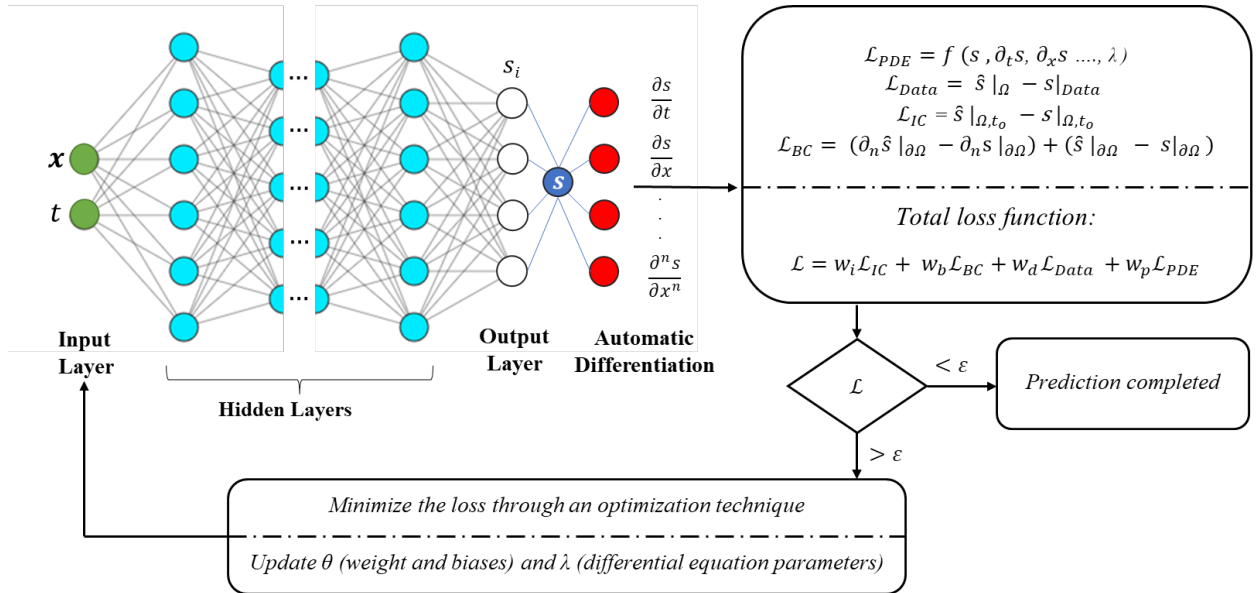 x
t
...
...
...
...
...
s_i
s
∂s/∂t
∂s/∂x
.
.
.
∂ⁿs/∂xⁿ
Input
Layer
Hidden Layers
Output
Layer
Automatic
Differentiation
ℒ_PDE = f (s , ∂_t s, ∂_x s ...., λ)
ℒ_Data = ŝ |_Ω − s|_Data
ℒ_IC = ŝ |_Ω,t_o − s|_Ω,t_o
ℒ_BC = (∂_n ŝ |_∂Ω − ∂_n s |_∂Ω) + (ŝ |_∂Ω − s|_∂Ω )
Total loss function:
ℒ = w_i ℒ_IC + w_b ℒ_BC + w_d ℒ_Data + w_p ℒ_PDE
ℒ
< ε
Prediction completed
> ε
Minimize the loss through an optimization technique
Update θ (weight and biases) and λ (differential equation parameters)